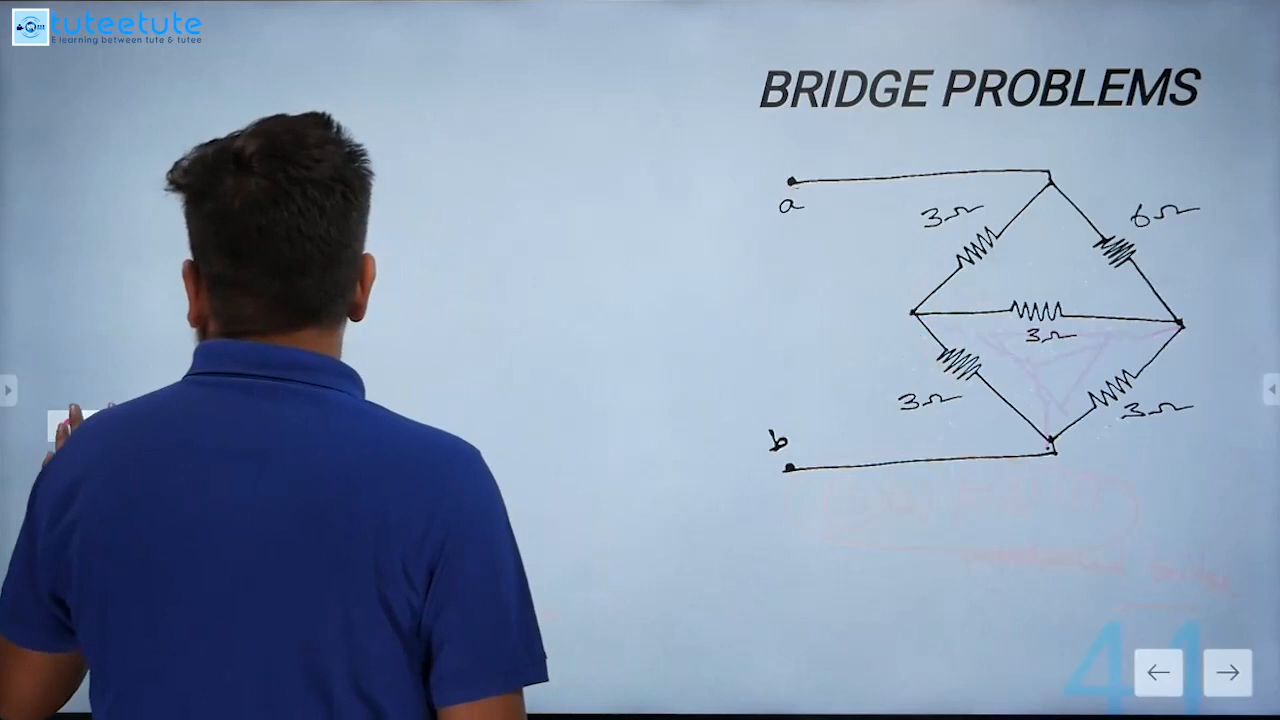 tuteetute
E learning between tute & tutee
BRIDGE PROBLEMS
a
3Ω
6Ω
3Ω
3Ω
3Ω
b
41